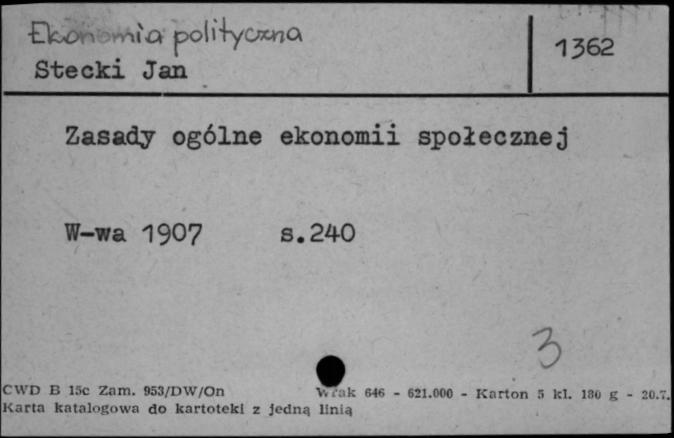 Ekonomia polityczna
1362
Stecki Jan
Zasady ogólne ekonomii społecznej
W-wa 1907 s.240
3
CWD B 15c Zam. 953/DW/On Wrak 646 - 621.000 - Karton 5 kl. 180 g - 20.7.
Karta katalogowa do kartoteki z jedną linią